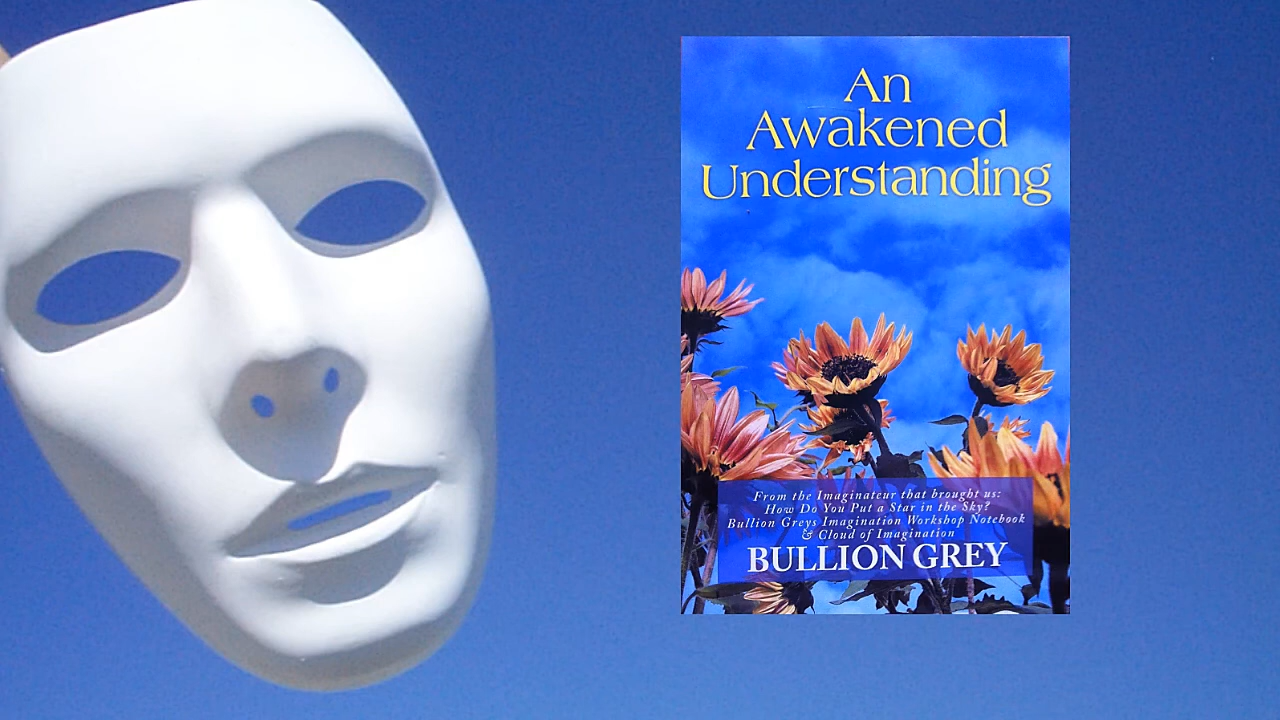 An
Awakened
Understanding
From the Imaginateur that brought us:
How Do You Put a Star in the Sky?
Bullion Greys Imagination Workshop Notebook
& Cloud of Imagination
BULLION GREY